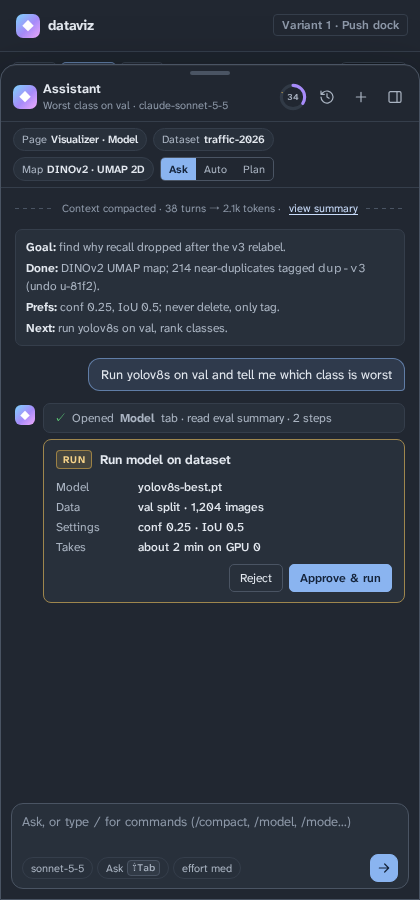 dataviz
Variant 1 · Push dock
Assistant
Worst class on val · claude-sonnet-5-5
34
Page Visualizer · Model
Dataset traffic-2026
Map DINOv2 · UMAP 2D
Ask Auto Plan
Context compacted · 38 turns → 2.1k tokens · view summary
Goal: find why recall dropped after the v3 relabel.
Done: DINOv2 UMAP map; 214 near-duplicates tagged dup-v3
(undo u-81f2).
Prefs: conf 0.25, IoU 0.5; never delete, only tag.
Next: run yolov8s on val, rank classes.
Run yolov8s on val and tell me which class is worst
✓ Opened Model tab · read eval summary · 2 steps
RUN Run model on dataset
Model yolov8s-best.pt
Data val split · 1,204 images
Settings conf 0.25 · IoU 0.5
Takes about 2 min on GPU 0
Reject Approve & run
Ask, or type / for commands (/compact, /model, /mode…)
sonnet-5-5 Ask ⇧Tab effort med